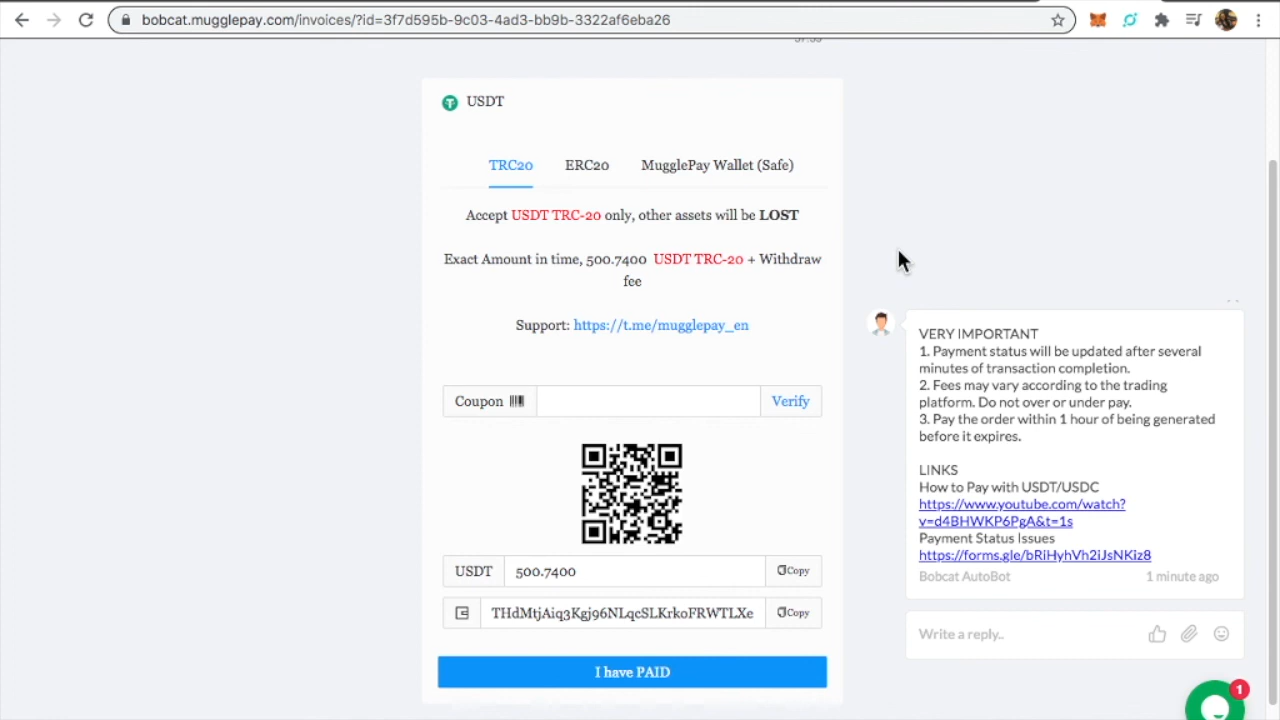 bobcat.mugglepay.com/invoices/?id=3f7d595b-9c03-4ad3-bb9b-3322af6eba26
USDT
TRC20
ERC20
MugglePay Wallet (Safe)
Accept USDT TRC-20 only, other assets will be LOST
Exact Amount in time, 500.7400 USDT TRC-20 + Withdraw
fee
Support: https://t.me/mugglepay_en
Coupon
Verify
USDT
500.7400
Copy
THdMtjAiq3Kgj96NLqcSLKrkoFRWTLXe
Copy
I have PAID
VERY IMPORTANT
1. Payment status will be updated after several
minutes of transaction completion.
2. Fees may vary according to the trading
platform. Do not over or under pay.
3. Pay the order within 1 hour of being generated
before it expires.
LINKS
How to Pay with USDT/USDC
https://www.youtube.com/watch?
v=d4BHWKP6PgA&t=1s
Payment Status Issues
https://forms.gle/bRiHyhVh2iJsNKiz8
Bobcat AutoBot
1 minute ago
Write a reply..
1